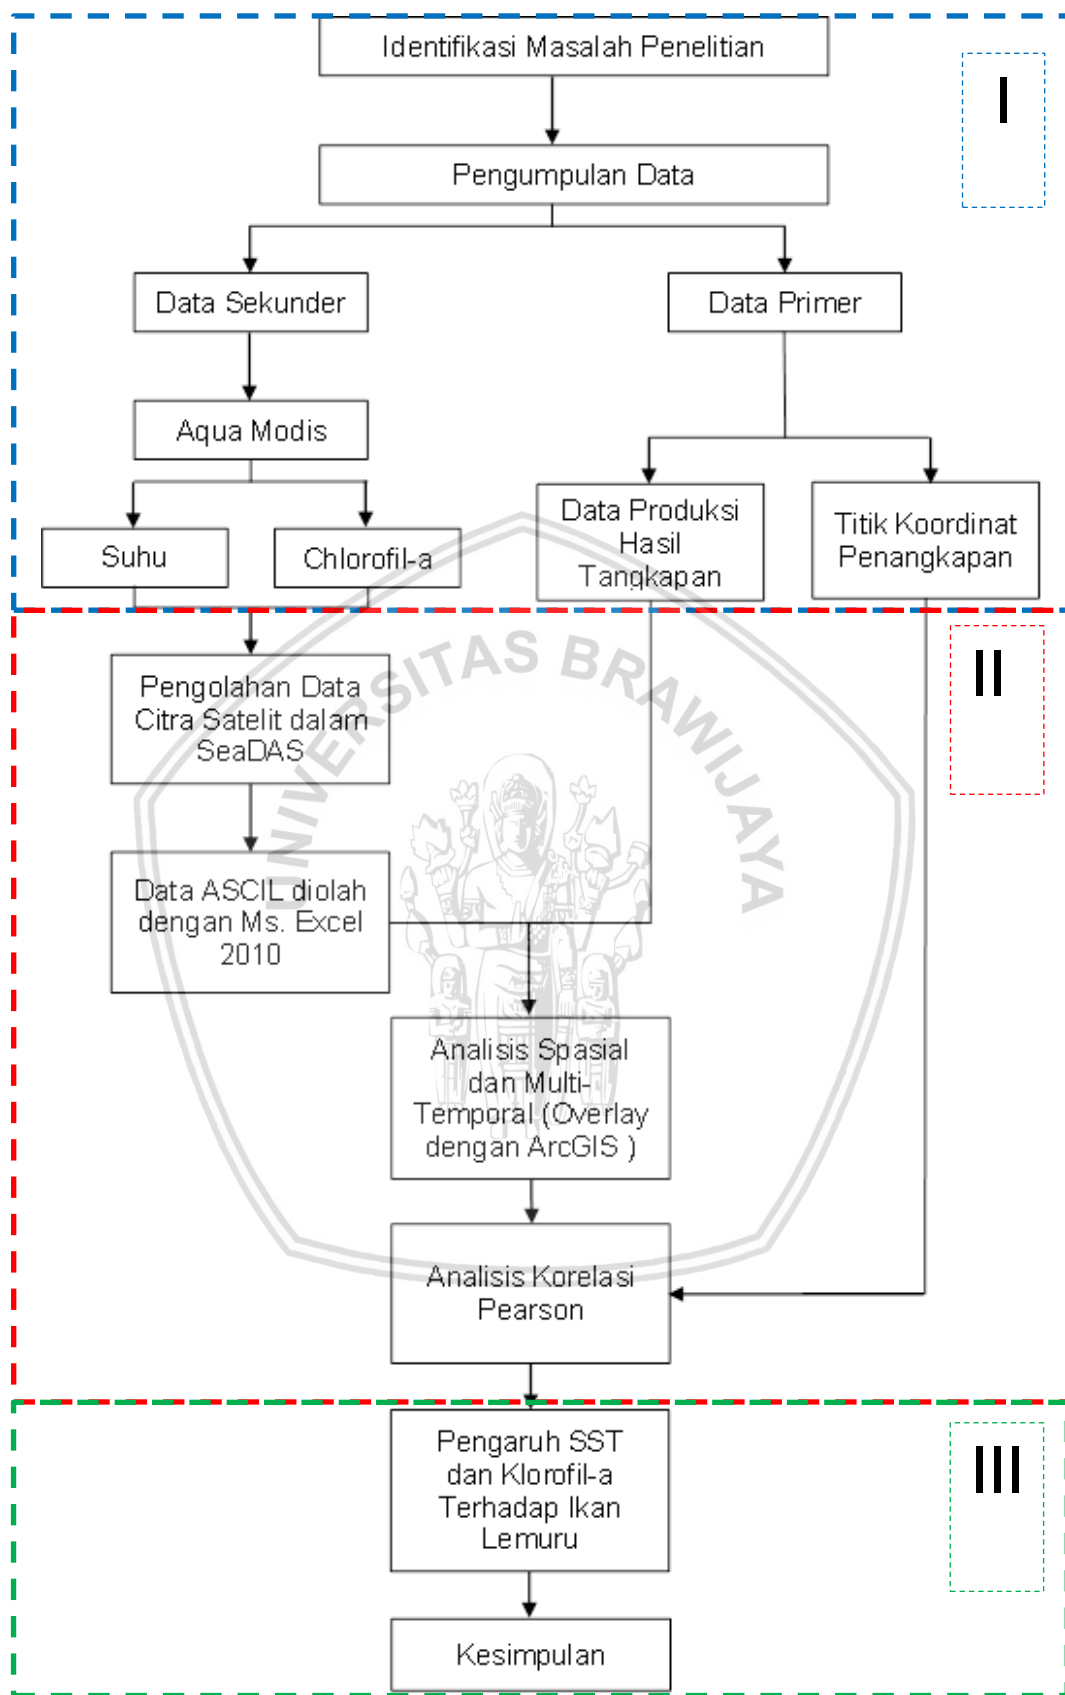 Identifikasi Masalah Penelitian
I
Pengumpulan Data
Data Sekunder
Data Primer
Aqua Modis
Suhu
Chlorofil-a
Data Produksi
Hasil
Tangkapan
Titik Koordinat
Penangkapan
II
UNIVERSITAS BRAWIJAYA
Pengolahan Data
Citra Satelit dalam
SeaDAS
Data ASCIL diolah
dengan Ms. Excel
2010
Analisis Spasial
dan Multi-
Temporal (Overlay
dengan ArcGIS )
Analisis Korelasi
Pearson
III
Pengaruh SST
dan Klorofil-a
Terhadap Ikan
Lemuru
Kesimpulan